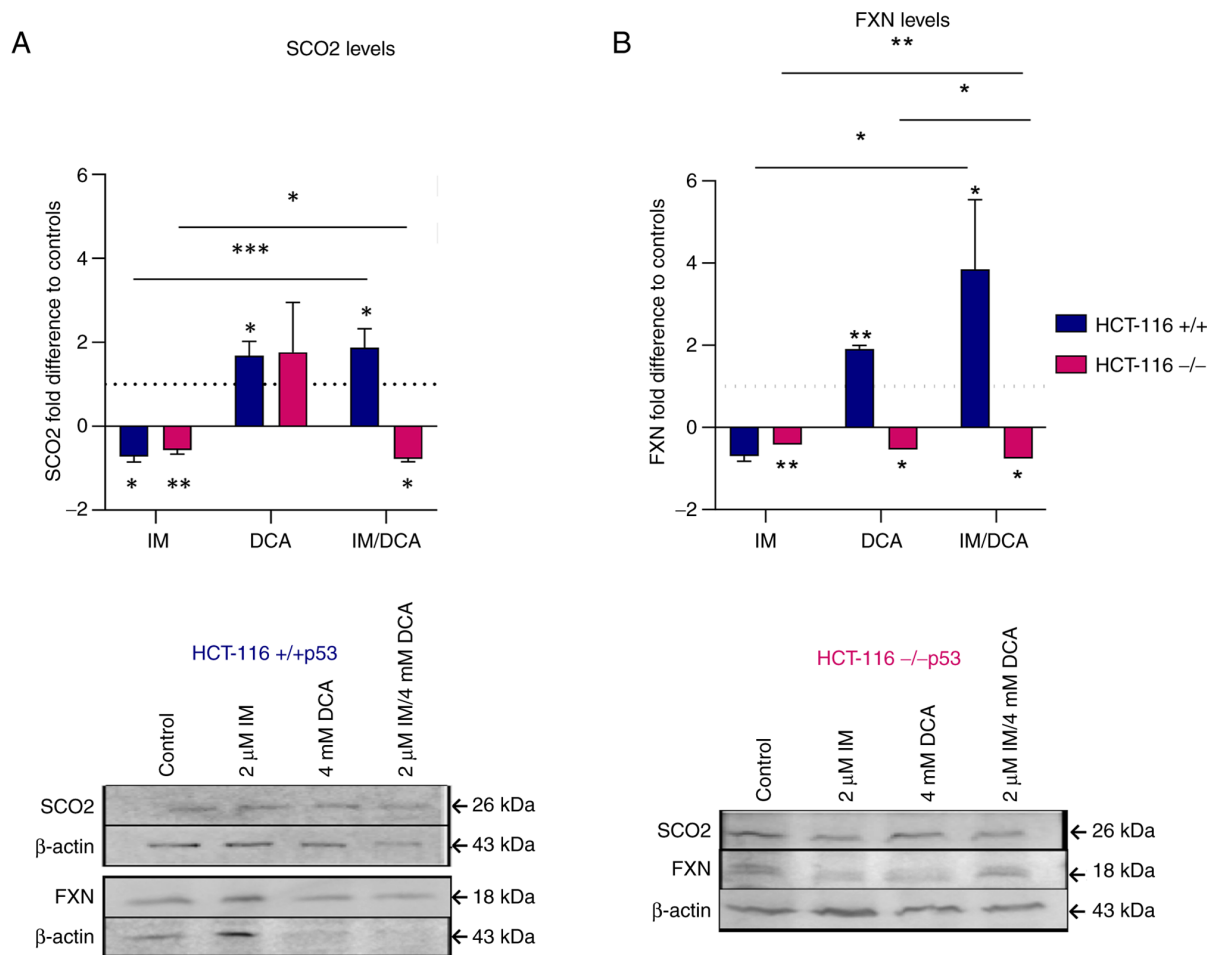 A
SCO2 levels
SCO2 fold difference to controls
6
4
2
0
−2
*
***
*
*
*
**
*
IM
DCA
IM/DCA
B
FXN levels
**
*
*
FXN fold difference to controls
6
4
2
0
−2
*
**
**
*
*
IM
DCA
IM/DCA
HCT-116 +/+
HCT-116 −/−
HCT-116 +/+p53
Control
2 μM IM
4 mM DCA
2 μM IM/4 mM DCA
SCO2
← 26 kDa
β-actin
← 43 kDa
FXN
← 18 kDa
β-actin
← 43 kDa
HCT-116 −/−p53
Control
2 μM IM
4 mM DCA
2 μM IM/4 mM DCA
SCO2
← 26 kDa
FXN
← 18 kDa
β-actin
← 43 kDa